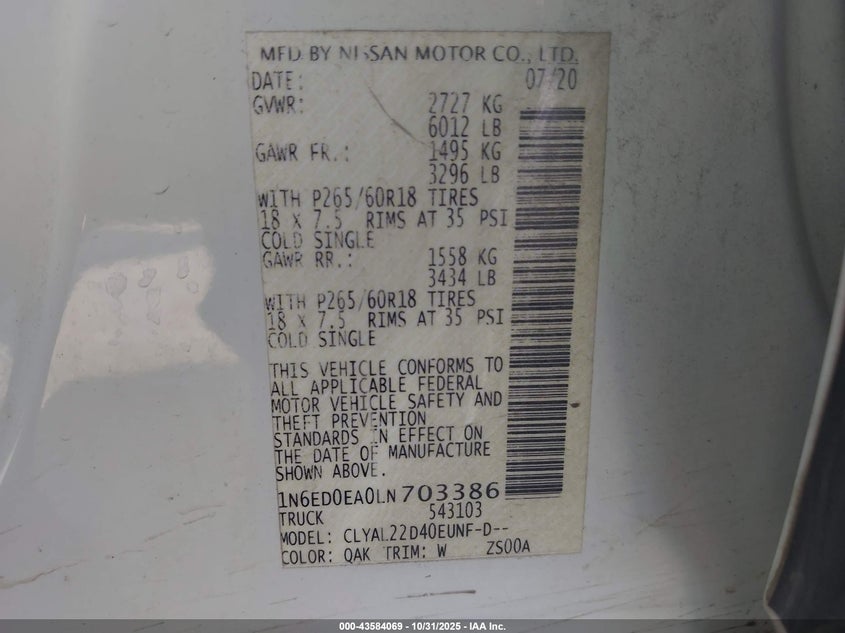 MFD BY NISSAN MOTOR CO., LTD.
DATE: 07/20
GVWR: 2727 KG
6012 LB
GAWR FR.: 1495 KG
3296 LB
WITH P265/60R18 TIRES
18 X 7.5 RIMS AT 35 PSI
COLD SINGLE
GAWR RR.: 1558 KG
3434 LB
WITH P265/60R18 TIRES
18 X 7.5 RIMS AT 35 PSI
COLD SINGLE
THIS VEHICLE CONFORMS TO
ALL APPLICABLE FEDERAL
MOTOR VEHICLE SAFETY AND
THEFT PREVENTION
STANDARDS IN EFFECT ON
THE DATE OF MANUFACTURE
SHOWN ABOVE.
1N6ED0EA0LN703386
TRUCK 543103
MODEL: CLYAL22D40EUNF-D--
COLOR: QAK TRIM: W ZS00A
000-43584069 - 10/31/2025 - IAA Inc.